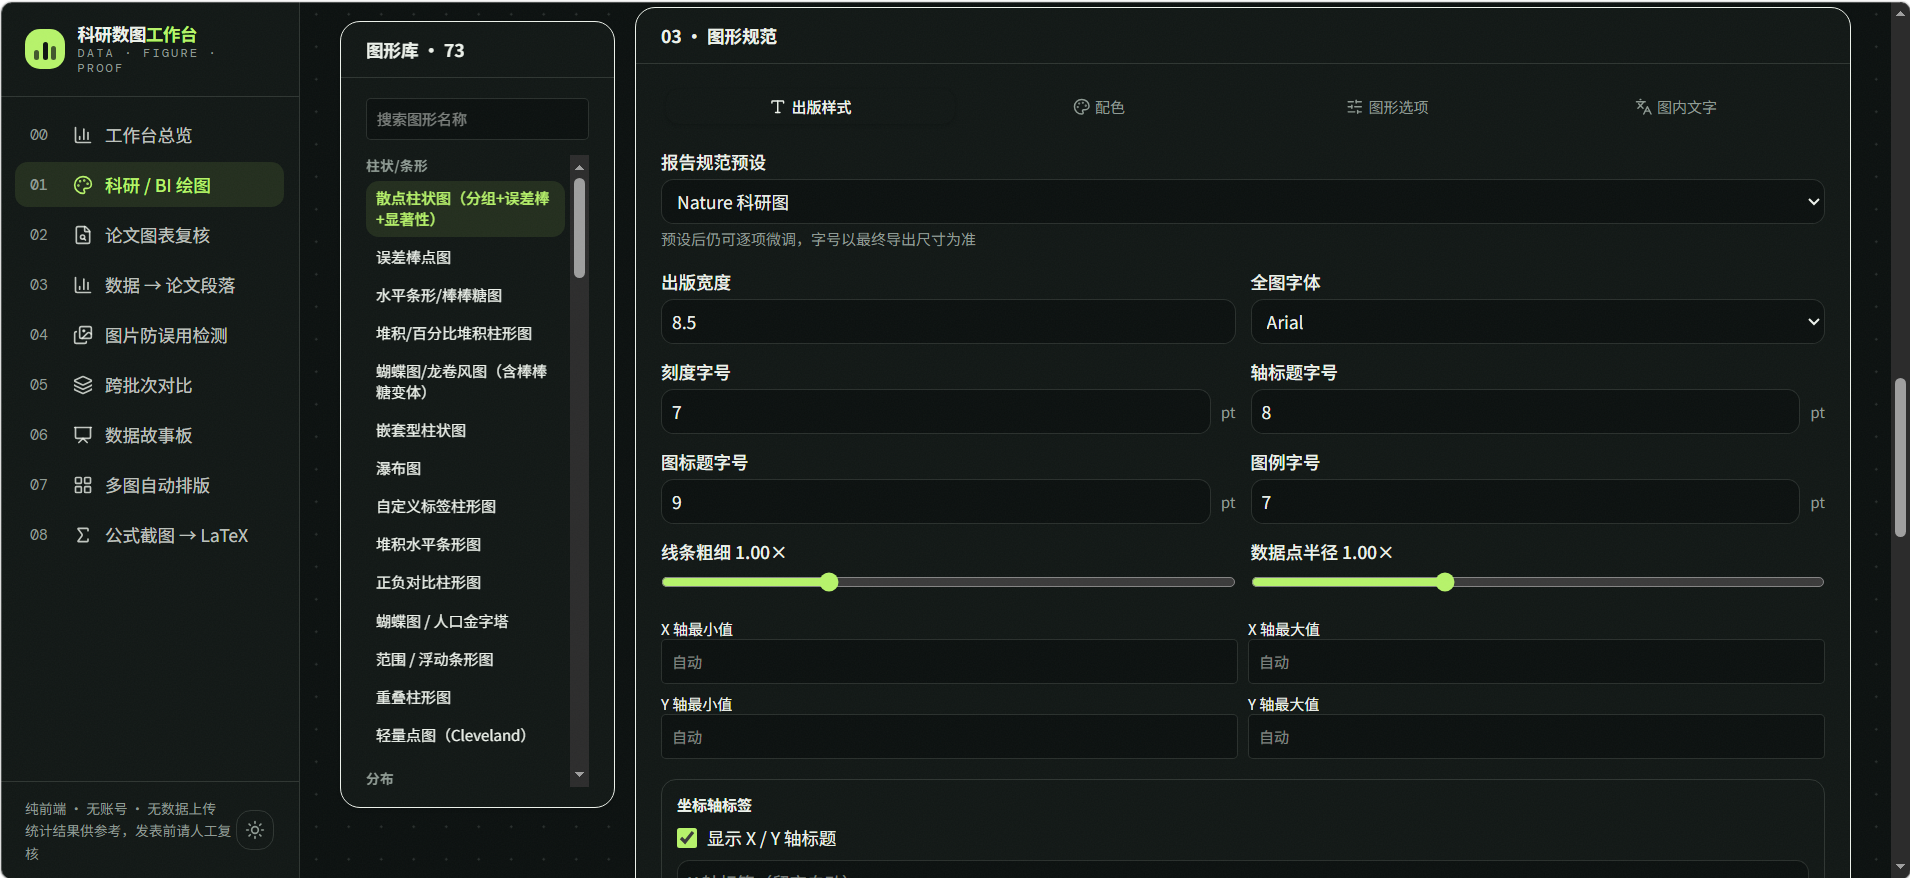 科研数图工作台
DATA · FIGURE ·
PROOF
00 工作台总览
01 科研 / BI 绘图
02 论文图表复核
03 数据 → 论文段落
04 图片防误用检测
05 跨批次对比
06 数据故事板
07 多图自动排版
08 公式截图 → LaTeX
纯前端 · 无账号 · 无数据上传
统计结果供参考，发表前请人工复
核
图形库 · 73
搜索图形名称
柱状/条形
散点柱状图（分组+误差棒
+显著性）
误差棒点图
水平条形/棒棒糖图
堆积/百分比堆积柱形图
蝴蝶图/龙卷风图（含棒棒
糖变体）
嵌套型柱状图
瀑布图
自定义标签柱形图
堆积水平条形图
正负对比柱形图
蝴蝶图 / 人口金字塔
范围 / 浮动条形图
重叠柱形图
轻量点图（Cleveland）
分布
03 · 图形规范
出版样式 配色 图形选项 图内文字
报告规范预设
Nature 科研图
预设后仍可逐项微调，字号以最终导出尺寸为准
出版宽度 全图字体
8.5 Arial
刻度字号 轴标题字号
7 pt 8 pt
图标题字号 图例字号
9 pt 7 pt
线条粗细 1.00× 数据点半径 1.00×
X 轴最小值 X 轴最大值
自动 自动
Y 轴最小值 Y 轴最大值
自动 自动
坐标轴标签
显示 X / Y 轴标题